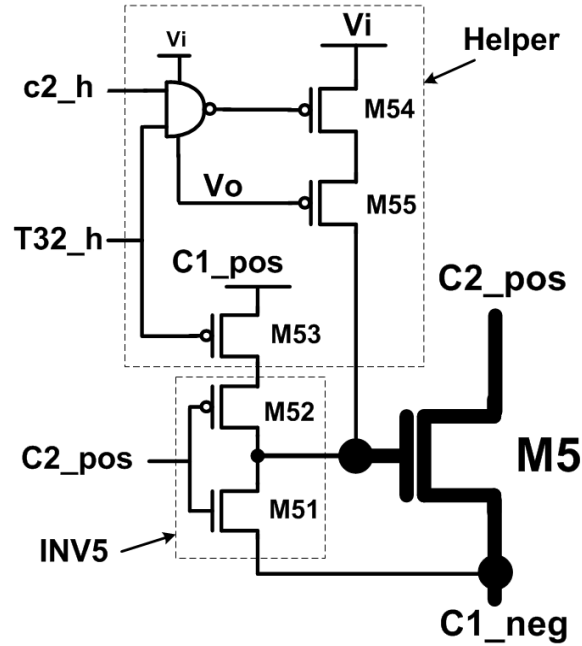 Vi
Vi
Helper
c2_h
M54
Vo
M55
T32_h
C1_pos
C2_pos
M53
M52
C2_pos
M5
M51
INV5
C1_neg